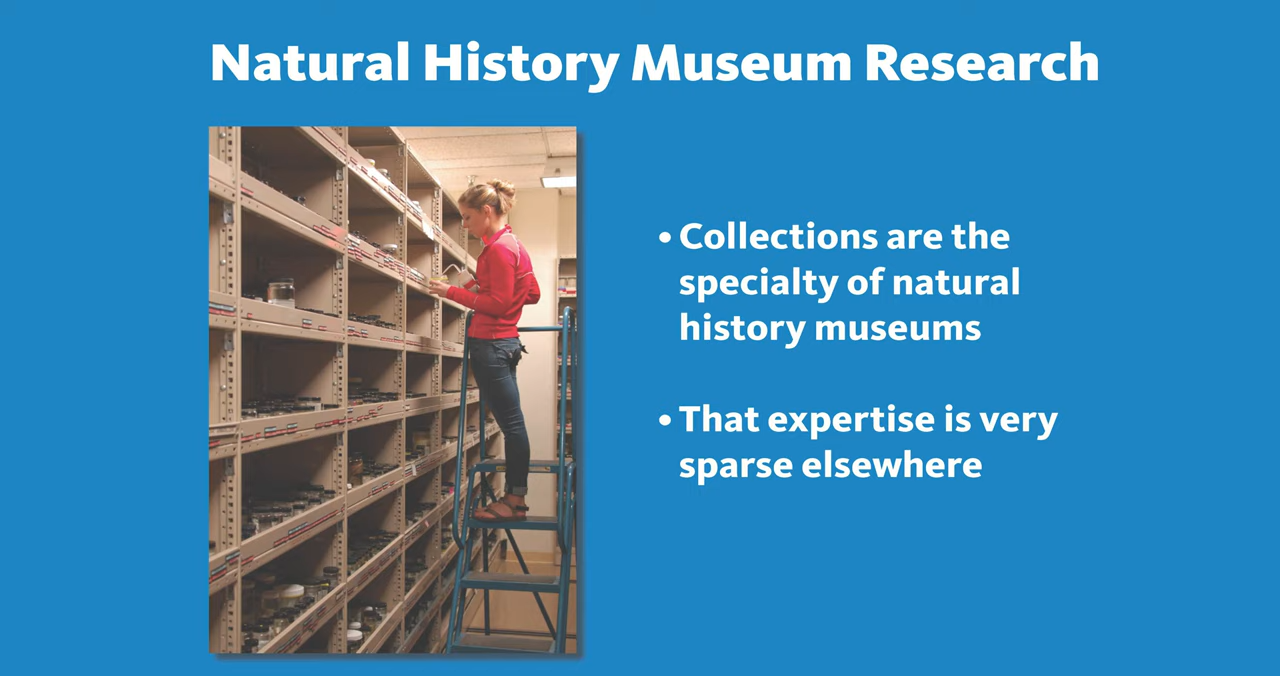 Natural History Museum Research
• Collections are the
specialty of natural
history museums
• That expertise is very
sparse elsewhere